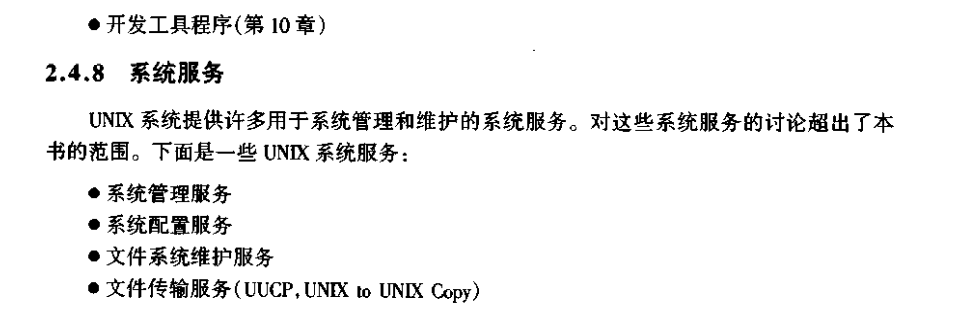 ●开发工具程序(第 10 章)
2.4.8 系统服务
UNIX 系统提供许多用于系统管理和维护的系统服务。对这些系统服务的讨论超出了本
书的范围。下面是一些 UNIX 系统服务:
●系统管理服务
●系统配置服务
●文件系统维护服务
●文件传输服务(UUCP,UNIX to UNIX Copy)